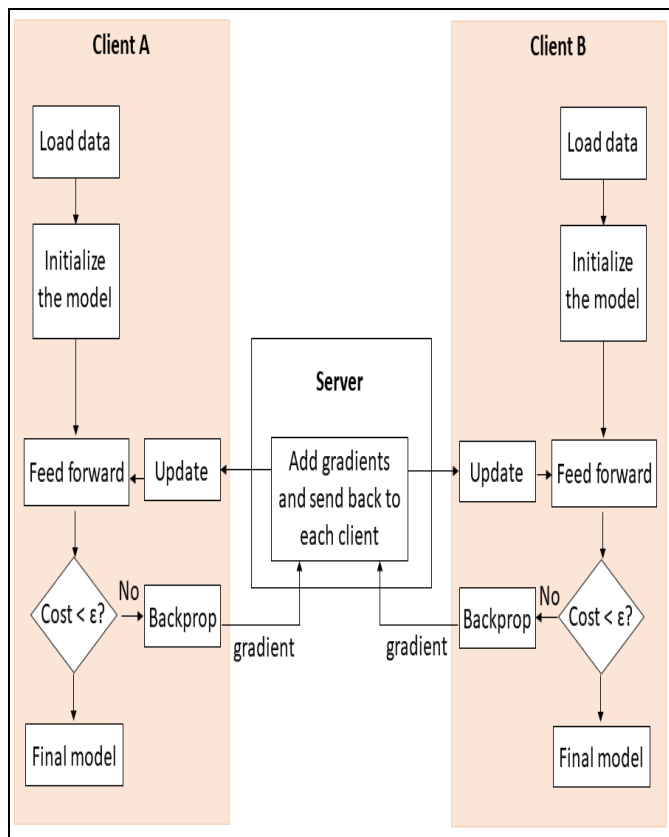 Client A
Load data
Initialize
the model
Feed forward
Update
Cost < ε?
No
Backprop
gradient
Final model
Server
Add gradients
and send back to
each client
Client B
Load data
Initialize
the model
Update
Feed forward
Cost < ε?
No
Backprop
gradient
Final model